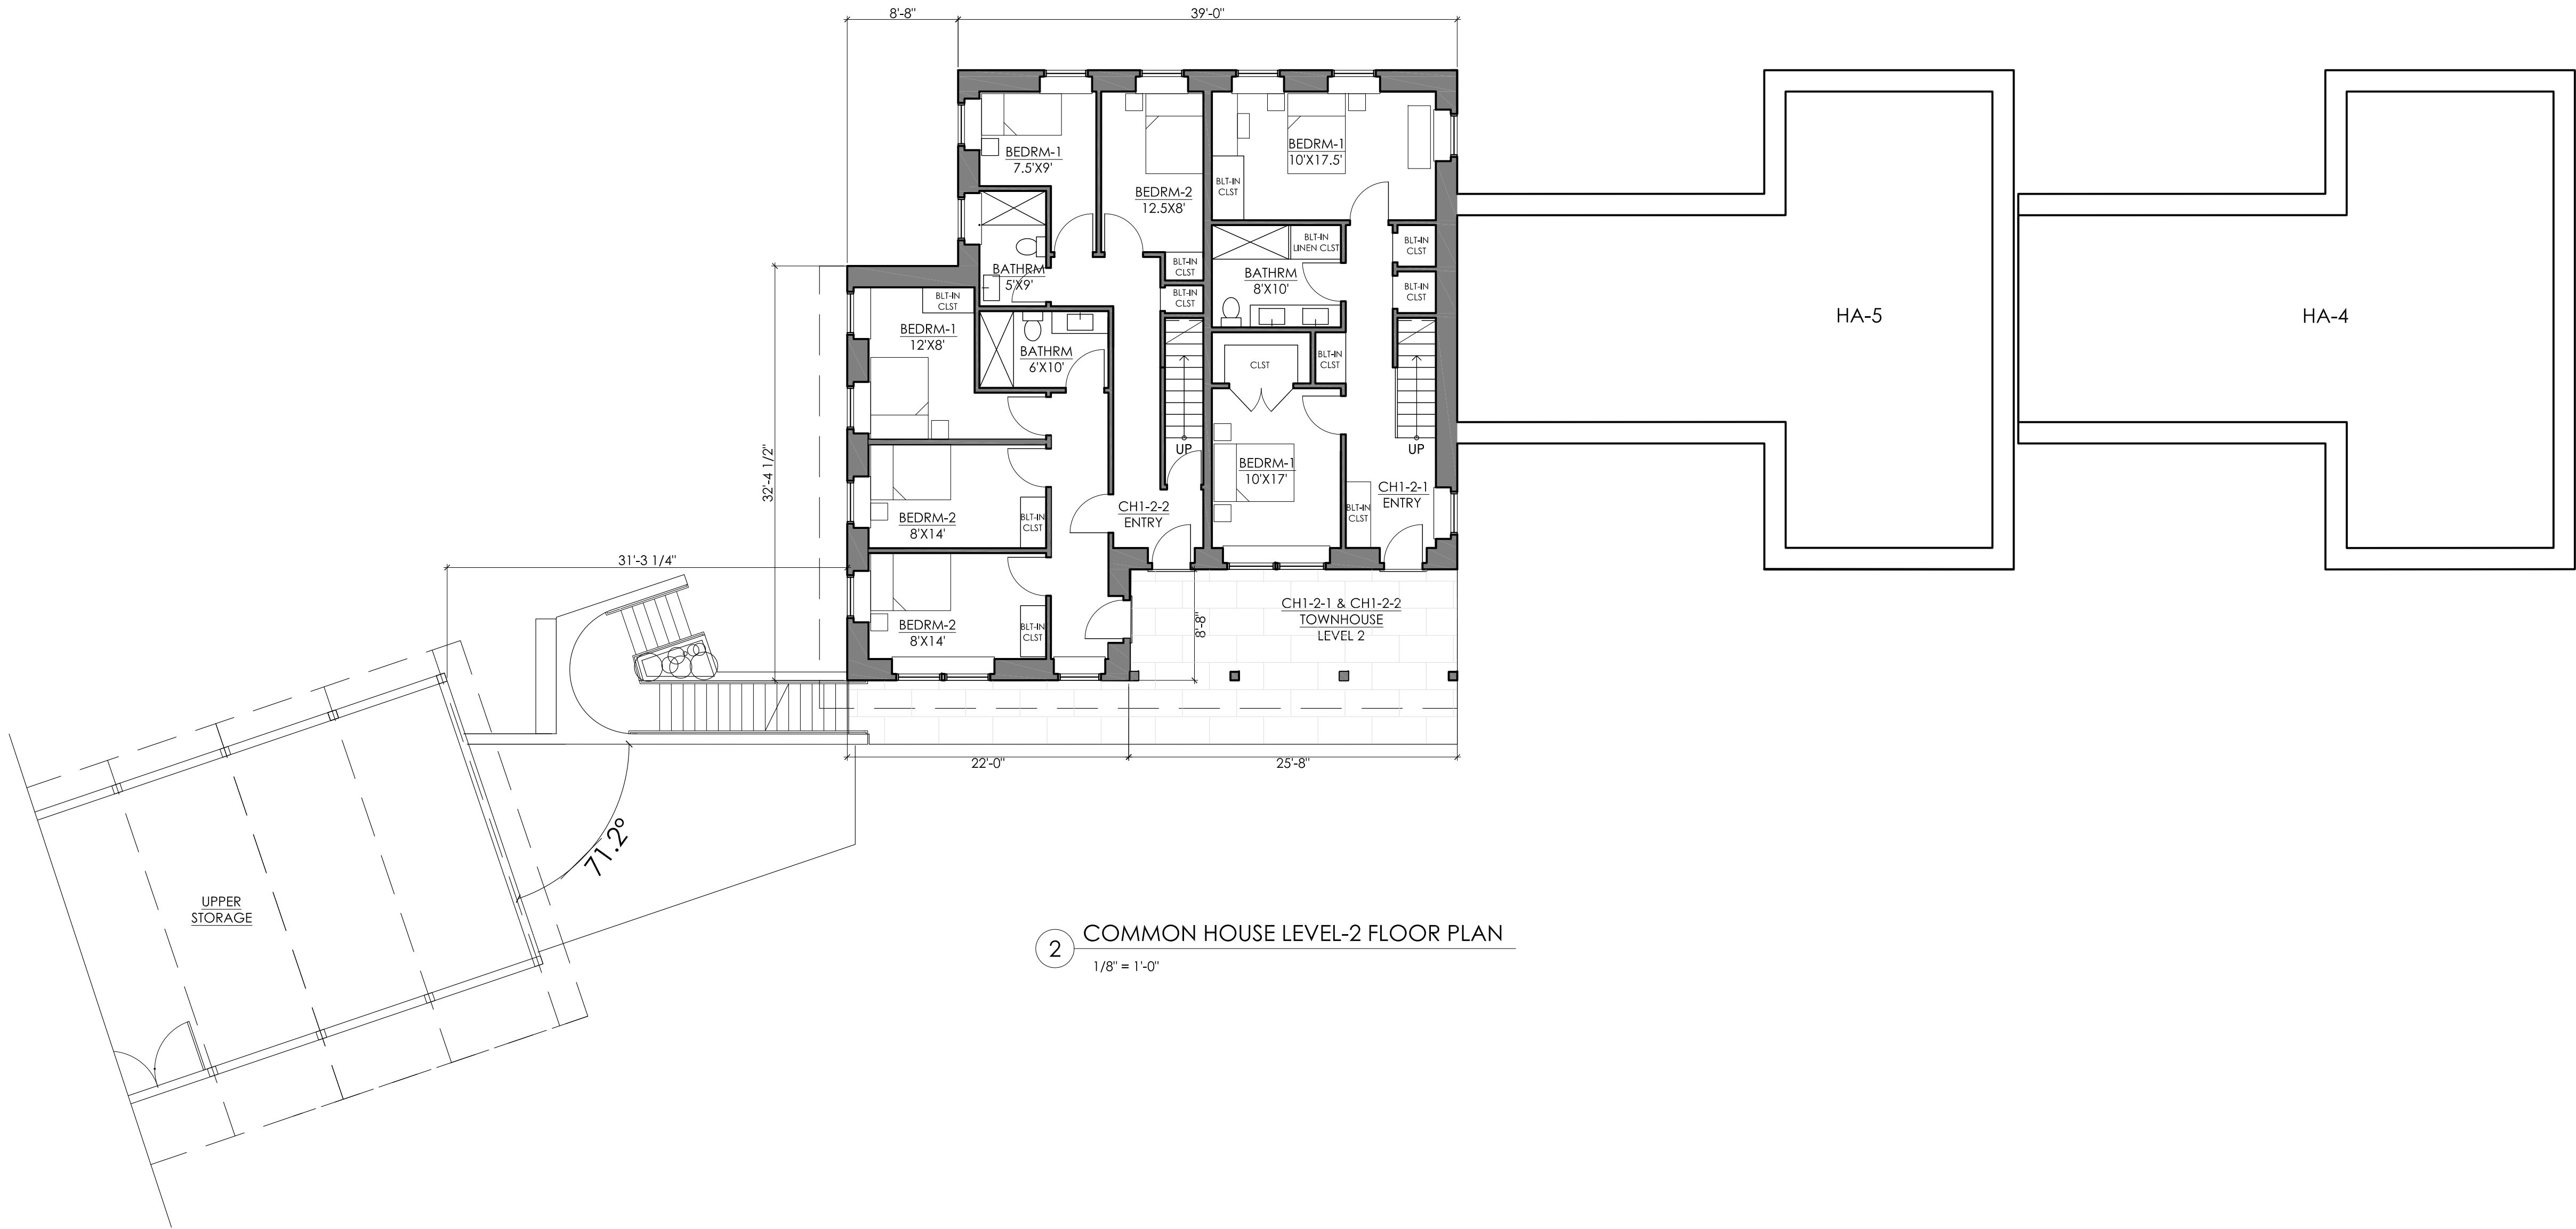 8'-8"
39'-0"
BEDRM-1
7.5'X9'
BEDRM-2
12.5X8'
BEDRM-1
10'X17.5'
BLT-IN
CLST
BATHRM
5'X9'
BLT-IN
CLST
BLT-IN
CLST
BLT-IN
LINEN CLST
BATHRM
8'X10'
BLT-IN
CLST
BLT-IN
CLST
BLT-IN
CLST
BEDRM-1
12'X8'
BATHRM
6'X10'
CLST
BLT-IN
CLST
HA-5
HA-4
32'-4 1/2"
UP
UP
BEDRM-1
10'X17'
BEDRM-2
8'X14'
BLT-IN
CLST
CH1-2-2
ENTRY
BLT-IN
CLST
CH1-2-1
ENTRY
31'-3 1/4"
BEDRM-2
8'X14'
BLT-IN
CLST
8'-8"
CH1-2-1 & CH1-2-2
TOWNHOUSE
LEVEL 2
22'-0"
25'-8"
71.2°
UPPER
STORAGE
2
COMMON HOUSE LEVEL-2 FLOOR PLAN
1/8" = 1'-0"